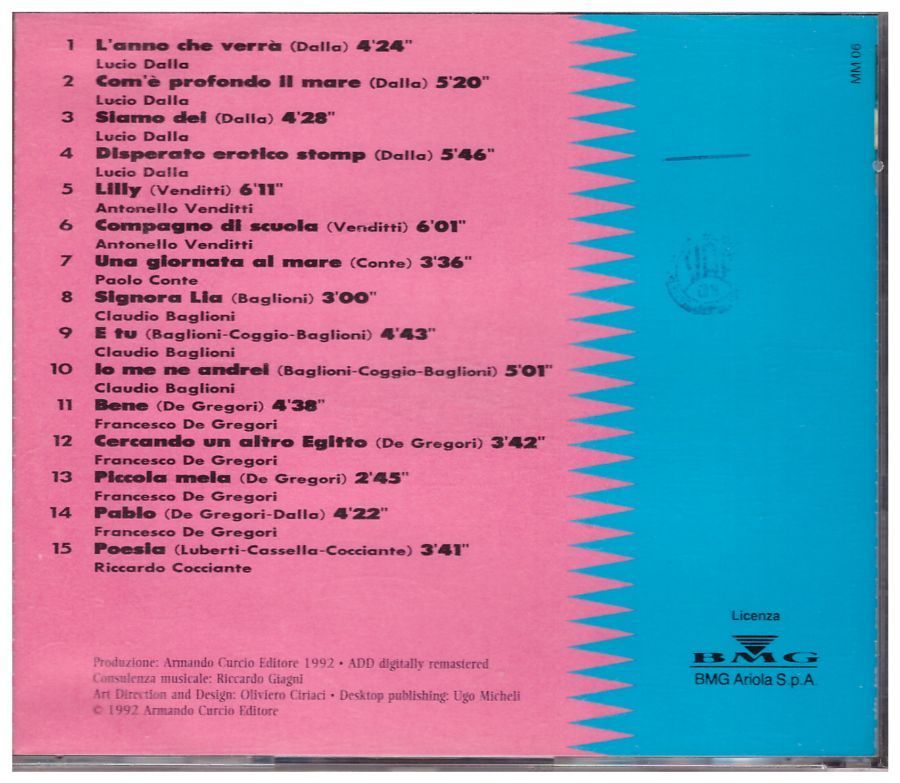 1 L'anno che verrà (Dalla) 4'24"
Lucio Dalla
2 Com'è profondo il mare (Dalla) 5'20"
Lucio Dalla
3 Siamo dei (Dalla) 4'28"
Lucio Dalla
4 Disperato erotico stomp (Dalla) 5'46"
Lucio Dalla
5 Lilly (Venditti) 6'11"
Antonello Venditti
6 Compagno di scuola (Venditti) 6'01"
Antonello Venditti
7 Una giornata al mare (Conte) 3'36"
Paolo Conte
8 Signora Lia (Baglioni) 3'00"
Claudio Baglioni
9 E tu (Baglioni-Coggio-Baglioni) 4'43"
Claudio Baglioni
10 Io me ne andrei (Baglioni-Coggio-Baglioni) 5'01"
Claudio Baglioni
11 Bene (De Gregori) 4'38"
Francesco De Gregori
12 Cercando un altro Egitto (De Gregori) 3'42"
Francesco De Gregori
13 Piccola mela (De Gregori) 2'45"
Francesco De Gregori
14 Pablo (De Gregori-Dalla) 4'22"
Francesco De Gregori
15 Poesia (Luberti-Cassella-Cocciante) 3'41"
Riccardo Cocciante
Produzione: Armando Curcio Editore 1992 • ADD digitally remastered
Consulenza musicale: Riccardo Giagni
Art Direction and Design: Oliviero Ciriaci • Desktop publishing: Ugo Micheli
© 1992 Armando Curcio Editore
MM 06
Licenza
BMG
BMG Ariola S.p.A.